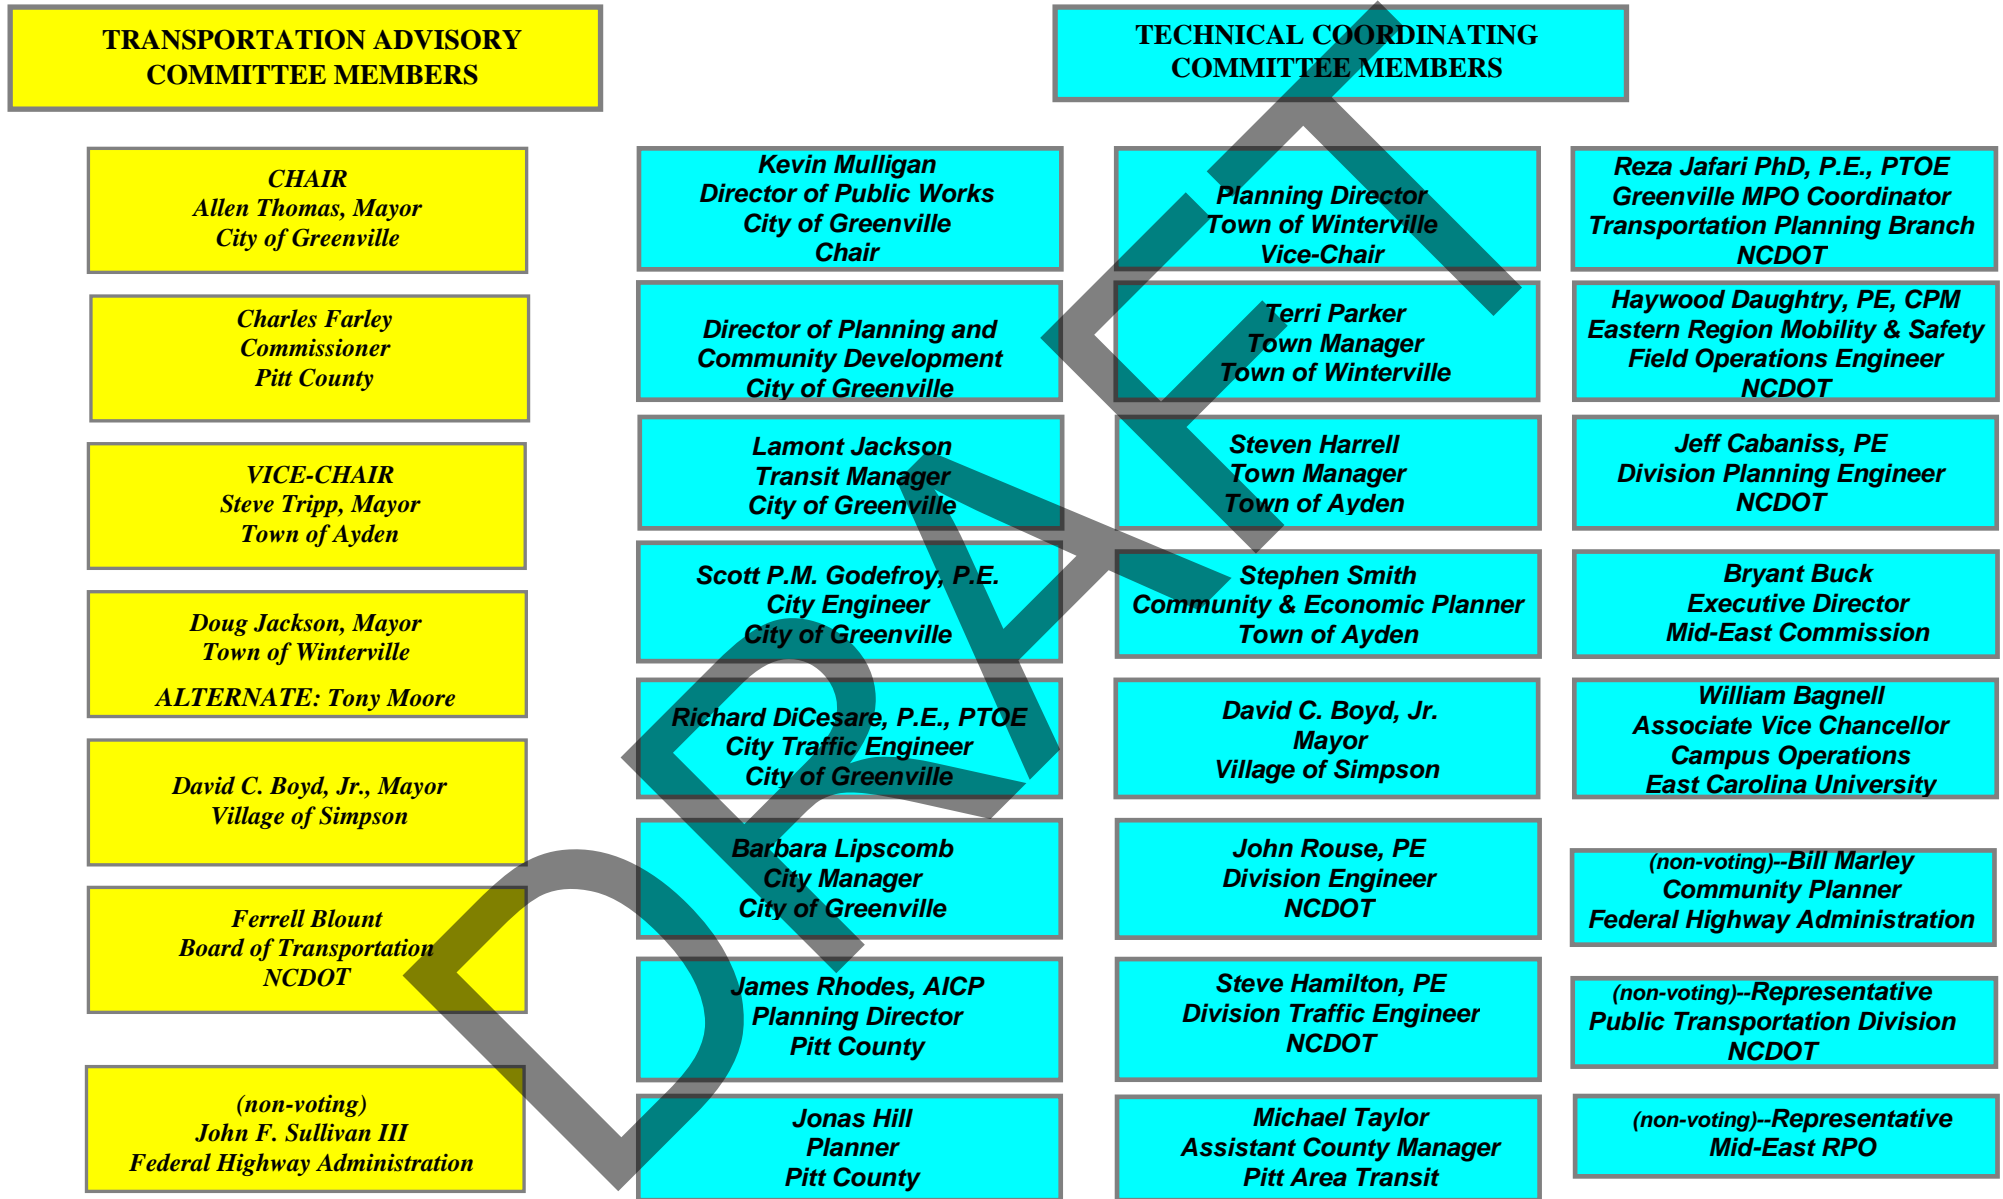 TRANSPORTATION ADVISORY
COMMITTEE MEMBERS
CHAIR
Allen Thomas, Mayor
City of Greenville
Charles Farley
Commissioner
Pitt County
VICE-CHAIR
Steve Tripp, Mayor
Town of Ayden
Doug Jackson, Mayor
Town of Winterville
ALTERNATE: Tony Moore
David C. Boyd, Jr., Mayor
Village of Simpson
Ferrell Blount
Board of Transportation
NCDOT
(non-voting)
John F. Sullivan III
Federal Highway Administration
TECHNICAL COORDINATING
COMMITTEE MEMBERS
Kevin Mulligan
Director of Public Works
City of Greenville
Chair
Director of Planning and
Community Development
City of Greenville
Lamont Jackson
Transit Manager
City of Greenville
Scott P.M. Godefroy, P.E.
City Engineer
City of Greenville
Richard DiCesare, P.E., PTOE
City Traffic Engineer
City of Greenville
Barbara Lipscomb
City Manager
City of Greenville
James Rhodes, AICP
Planning Director
Pitt County
Jonas Hill
Planner
Pitt County
Planning Director
Town of Winterville
Vice-Chair
Terri Parker
Town Manager
Town of Winterville
Steven Harrell
Town Manager
Town of Ayden
Stephen Smith
Community & Economic Planner
Town of Ayden
David C. Boyd, Jr.
Mayor
Village of Simpson
John Rouse, PE
Division Engineer
NCDOT
Steve Hamilton, PE
Division Traffic Engineer
NCDOT
Michael Taylor
Assistant County Manager
Pitt Area Transit
Reza Jafari PhD, P.E., PTOE
Greenville MPO Coordinator
Transportation Planning Branch
NCDOT
Haywood Daughtry, PE, CPM
Eastern Region Mobility & Safety
Field Operations Engineer
NCDOT
Jeff Cabaniss, PE
Division Planning Engineer
NCDOT
Bryant Buck
Executive Director
Mid-East Commission
William Bagnell
Associate Vice Chancellor
Campus Operations
East Carolina University
(non-voting)--Bill Marley
Community Planner
Federal Highway Administration
(non-voting)--Representative
Public Transportation Division
NCDOT
(non-voting)--Representative
Mid-East RPO
DRAFT